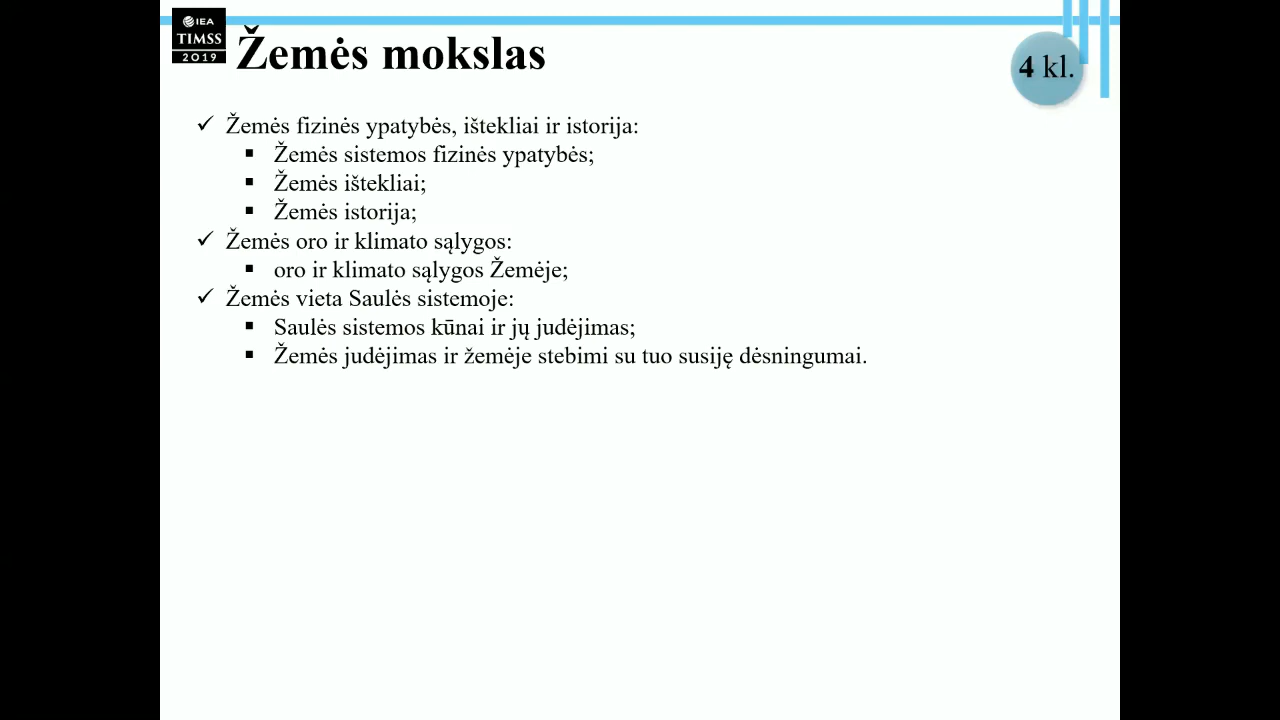 IEA
TIMSS
2019
Žemės mokslas
4 kl.
✓ Žemės fizinės ypatybės, ištekliai ir istorija:
▪ Žemės sistemos fizinės ypatybės;
▪ Žemės ištekliai;
▪ Žemės istorija;
✓ Žemės oro ir klimato sąlygos:
▪ oro ir klimato sąlygos Žemėje;
✓ Žemės vieta Saulės sistemoje:
▪ Saulės sistemos kūnai ir jų judėjimas;
▪ Žemės judėjimas ir žemėje stebimi su tuo susiję dėsningumai.